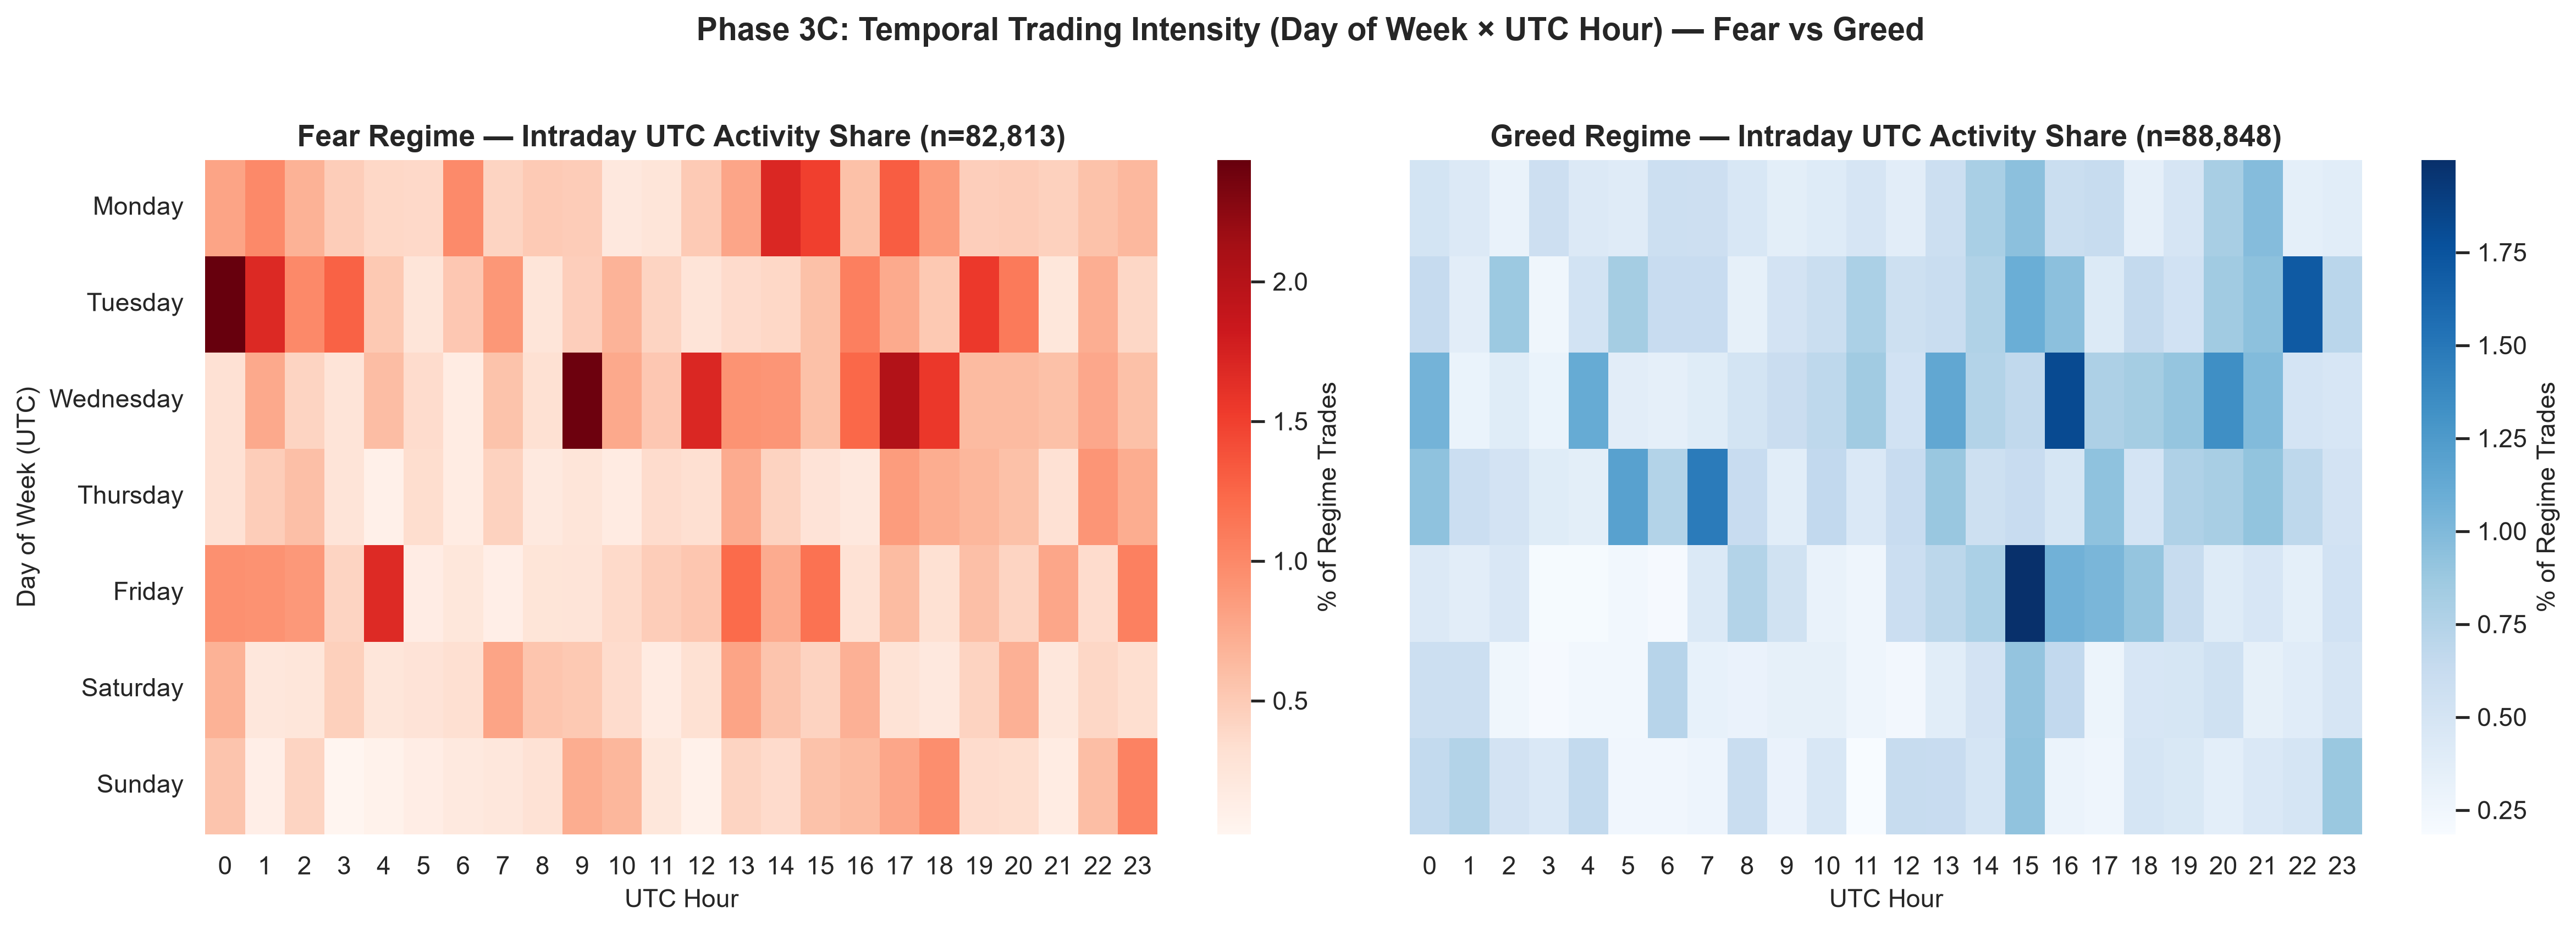 Phase 3C: Temporal Trading Intensity (Day of Week × UTC Hour) — Fear vs Greed
Fear Regime — Intraday UTC Activity Share (n=82,813)
Day of Week (UTC)
Monday
Tuesday
Wednesday
Thursday
Friday
Saturday
Sunday
0 1 2 3 4 5 6 7 8 9 10 11 12 13 14 15 16 17 18 19 20 21 22 23
UTC Hour
2.0
1.5
1.0
0.5
% of Regime Trades
Greed Regime — Intraday UTC Activity Share (n=88,848)
0 1 2 3 4 5 6 7 8 9 10 11 12 13 14 15 16 17 18 19 20 21 22 23
UTC Hour
1.75
1.50
1.25
1.00
0.75
0.50
0.25
% of Regime Trades